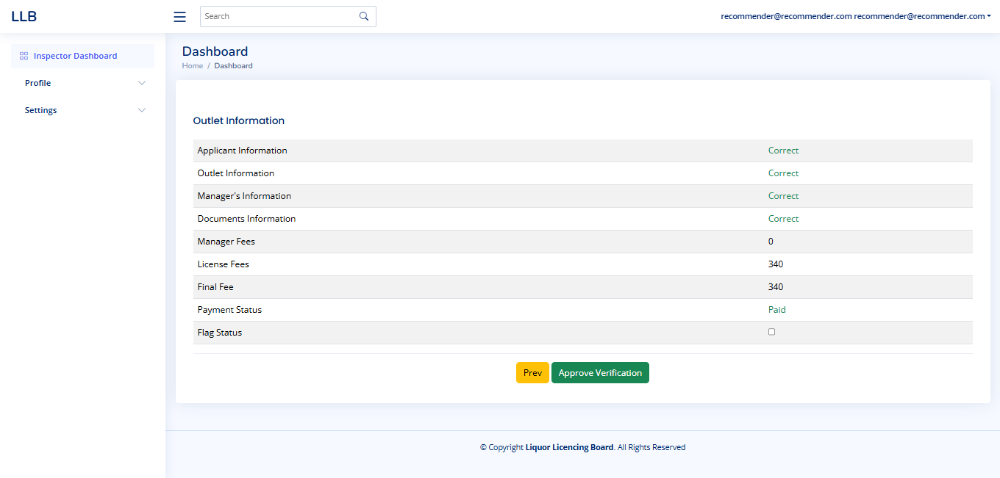 LLB
Search
recommender@recommender.com recommender@recommender.com
Inspector Dashboard
Profile
Settings
Dashboard
Home / Dashboard
Outlet Information
Applicant Information Correct
Outlet Information Correct
Manager's Information Correct
Documents Information Correct
Manager Fees 0
License Fees 340
Final Fee 340
Payment Status Paid
Flag Status
Prev Approve Verification
© Copyright Liquor Licencing Board. All Rights Reserved